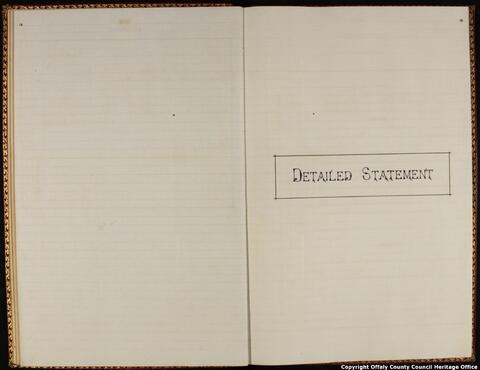 DETAILED STATEMENT
Copyright Offaly County Council Heritage Office